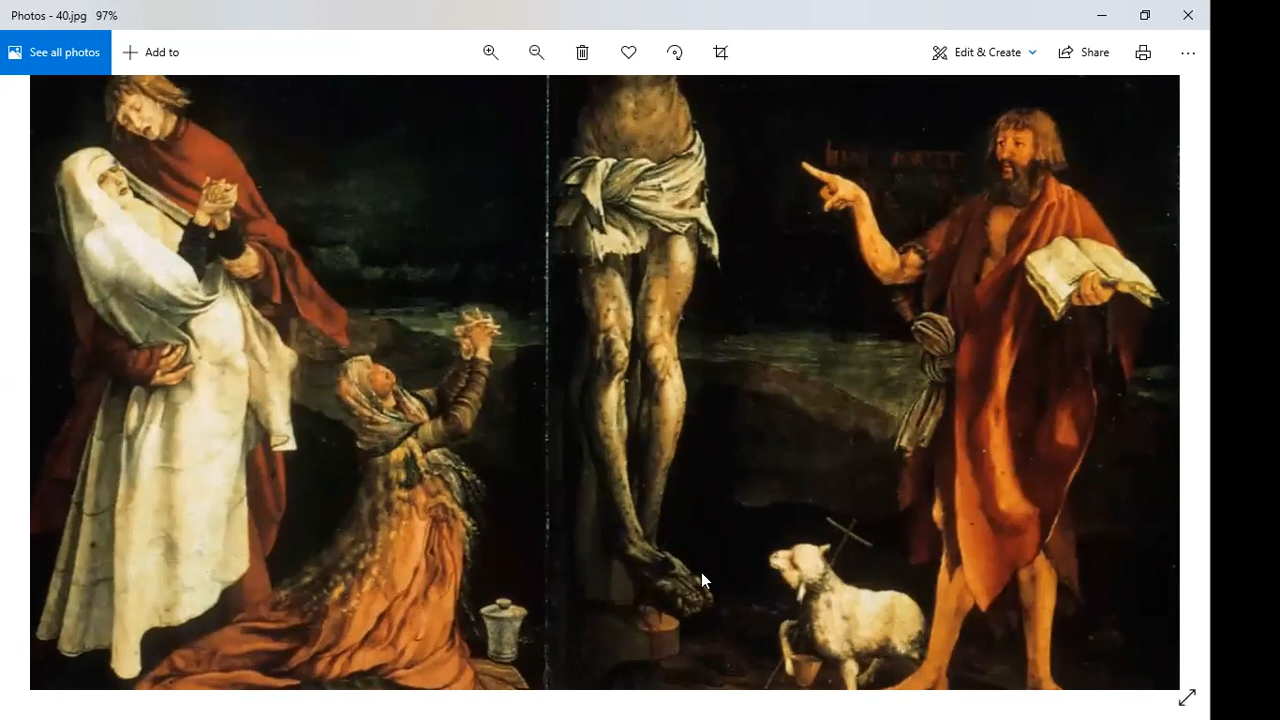 Photos - 40.jpg   97%
See all photos
Add to
Edit & Create
Share